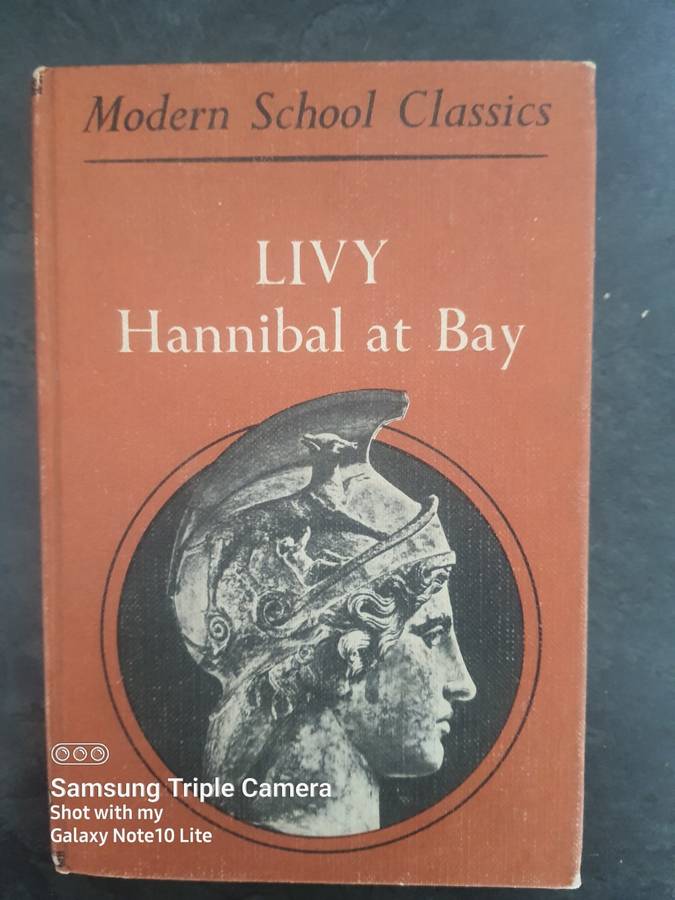 Modern School Classics
LIVY
Hannibal at Bay
Samsung Triple Camera
Shot with my
Galaxy Note10 Lite